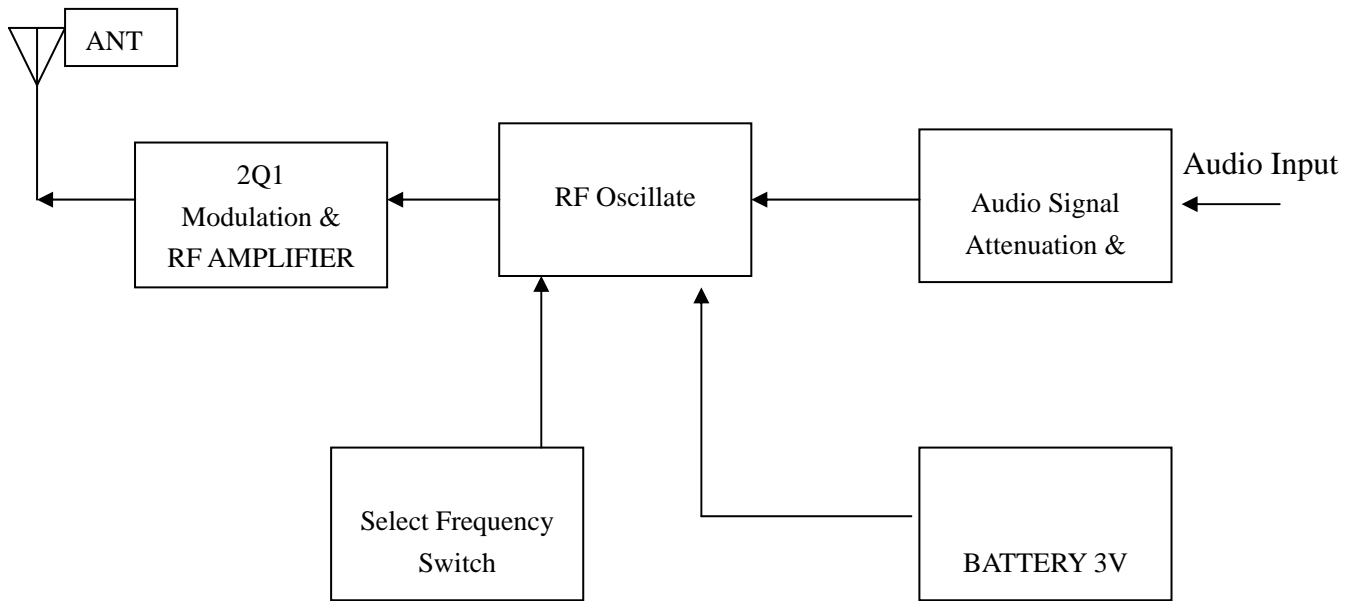 ANT
2Q1
Modulation &
RF AMPLIFIER
RF Oscillate
Audio Signal
Attenuation &
Audio Input
Select Frequency
Switch
BATTERY 3V